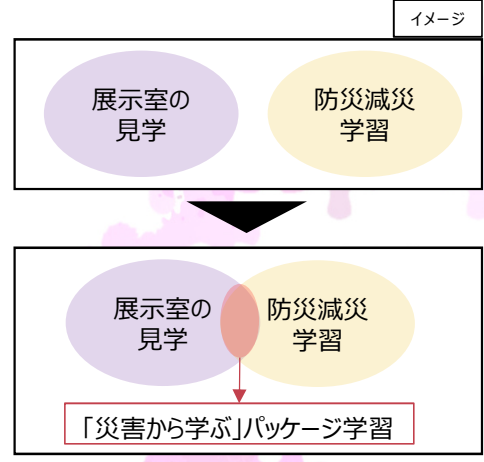 イメージ
展示室の
見学
防災減災
学習
展示室の
見学
防災減災
学習
「災害から学ぶ」パッケージ学習